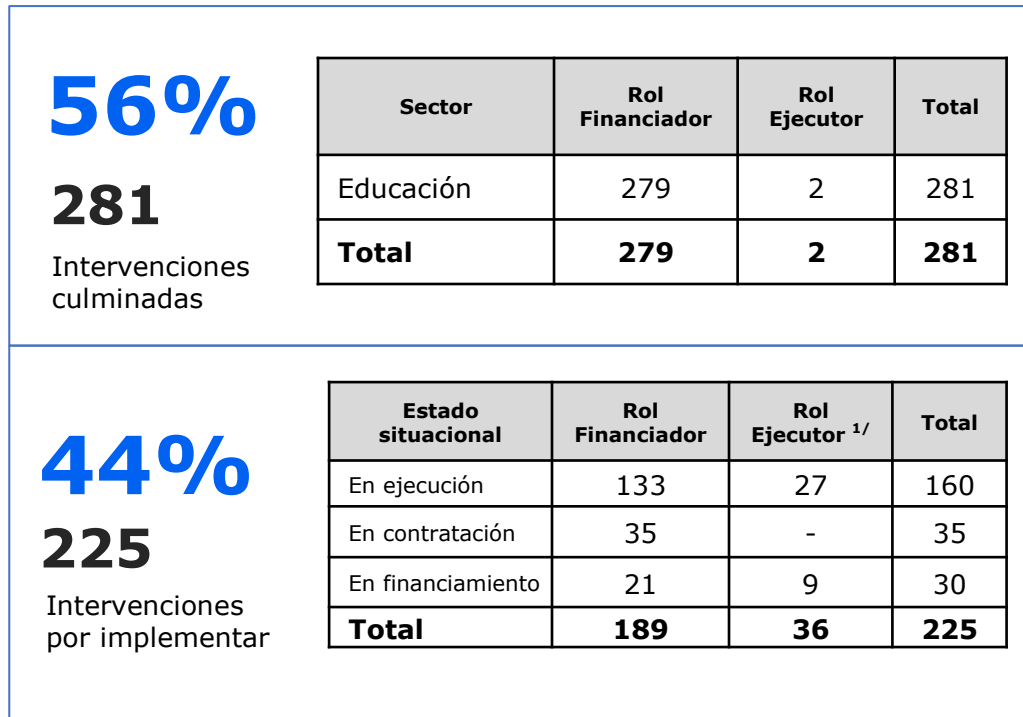 56%
281
Intervenciones
culminadas
Sector Rol Financiador Rol Ejecutor Total
Educación 279 2 281
Total 279 2 281
44%
225
Intervenciones
por implementar
Estado situacional Rol Financiador Rol Ejecutor 1/ Total
En ejecución 133 27 160
En contratación 35 - 35
En financiamiento 21 9 30
Total 189 36 225